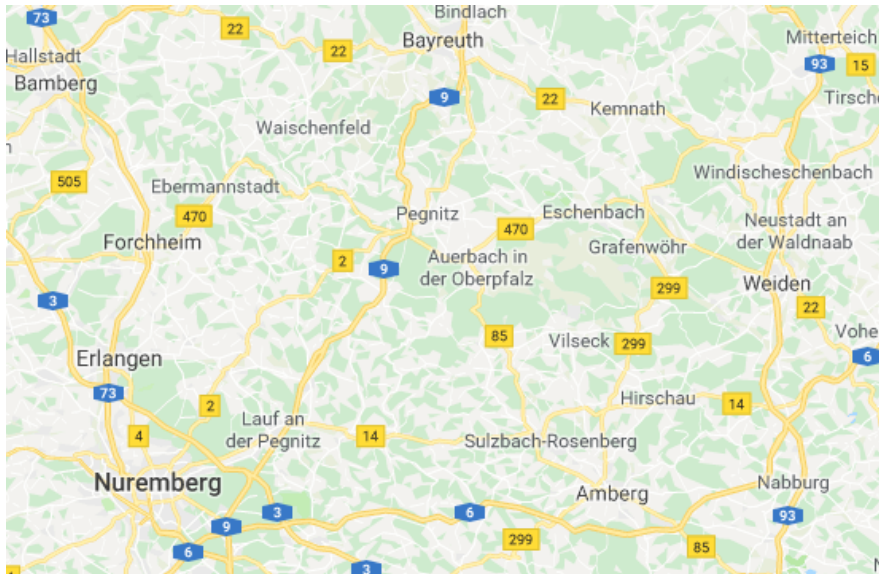 73
Bindlach
22
22
Bayreuth
Mitterteich
Hallstadt
93
15
Bamberg
9
22
Kemnath
Waischenfeld
Windischeschenbach
505
Ebermannstadt
470
Pegnitz
470
Eschenbach
Neustadt an
der Waldnaab
Forchheim
2
9
Auerbach in
der Oberpfalz
Grafenwöhr
3
299
Weiden
22
85
Vilseck
299
6
Erlangen
73
2
Hirschau
14
4
Lauf an
der Pegnitz
14
Sulzbach-Rosenberg
Nuremberg
Amberg
Nabburg
9
3
6
93
6
299
85
3